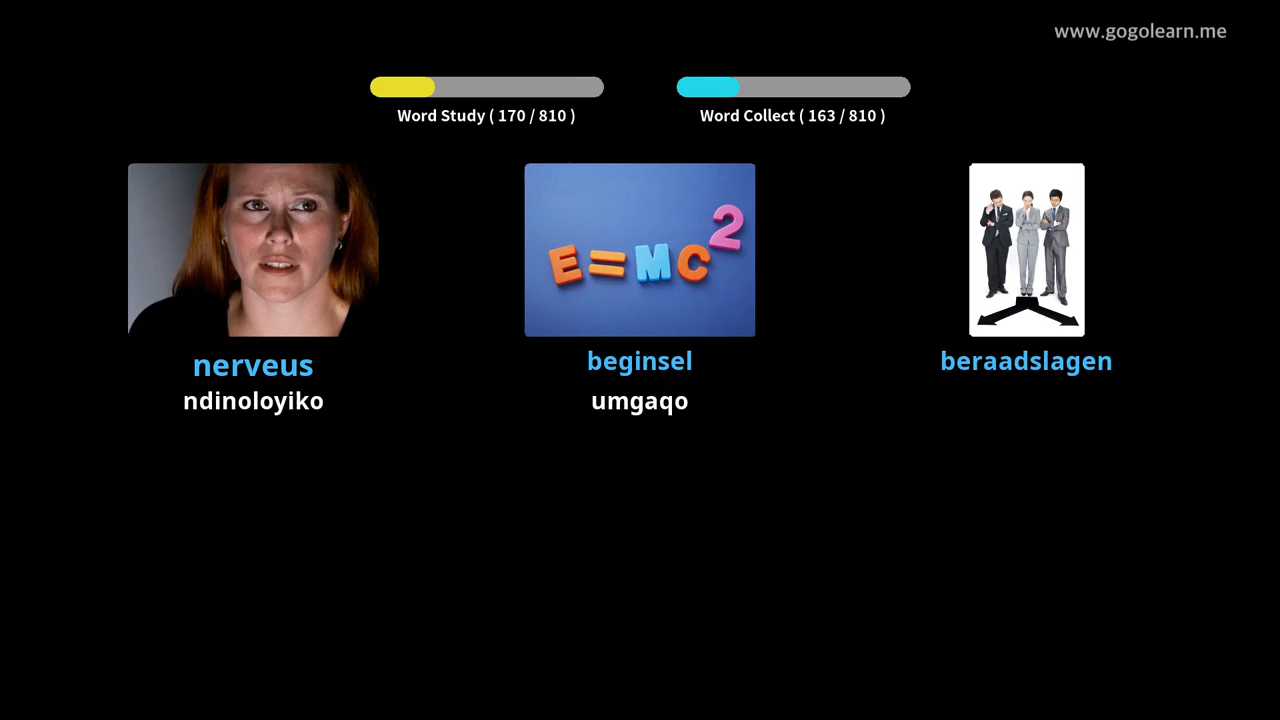 www.gogolearn.me
Word Study ( 170 / 810 )
Word Collect ( 163 / 810 )
E=MC2
nerveus
ndinoloyiko
beginsel
umgaqo
beraadslagen